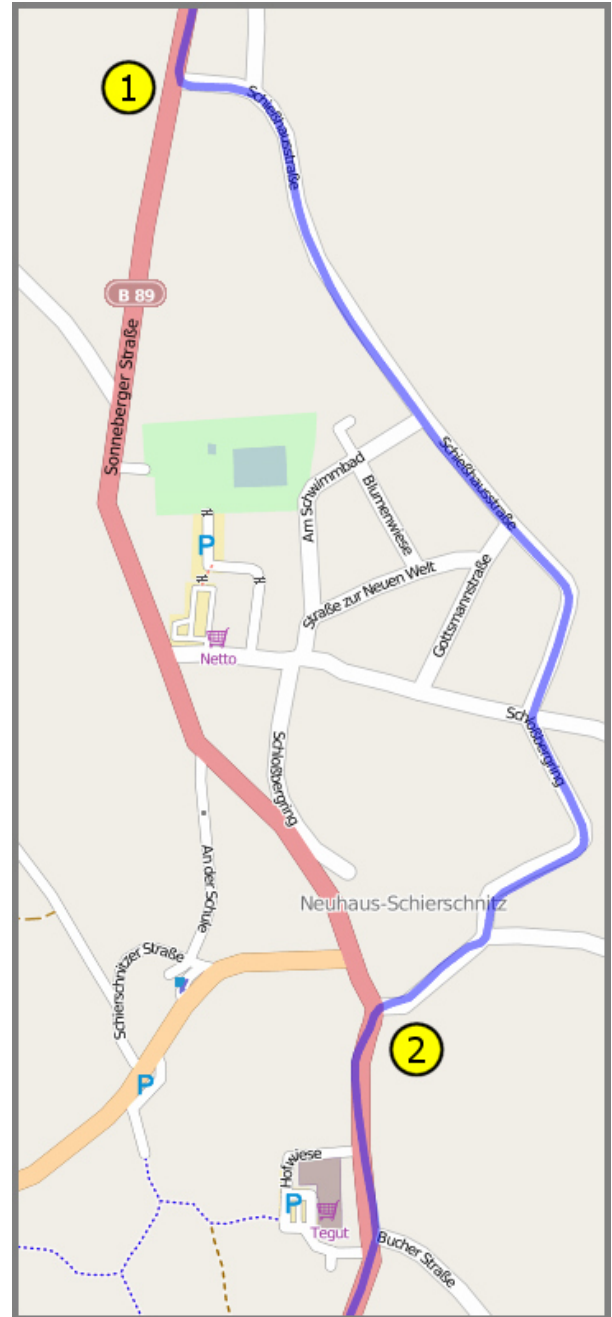 1
Schießhausstraße
B 89
Sonneberger Straße
Am Schwimmbad
Blumenwiese
Schießhausstraße
P
straße zur Neuen Welt
Gottsmannstraße
Netto
Schloßbergring
Schloßbergring
An der Schule
Neuhaus-Schierschnitz
Schierschnitzer Straße
2
P
Hofwiese
P
Tegut
Bucher Straße